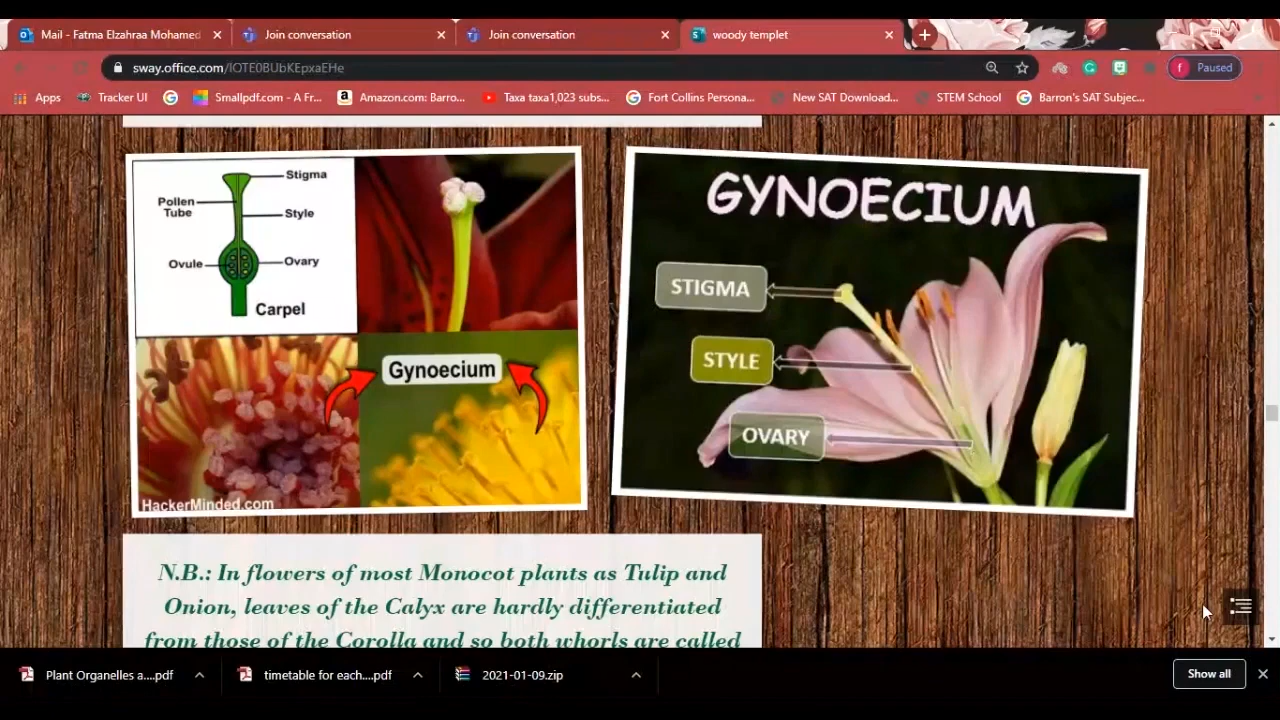 Mail - Fatma Elzahraa Mohamed
Join conversation
Join conversation
woody templet
sway.office.com/IOTE0BUbKEpxaEHe
f Paused
Apps
Tracker UI
Smallpdf.com - A Fr...
Amazon.com: Barro...
Taxa taxa1,023 subs...
Fort Collins Persona...
New SAT Download...
STEM School
Barron's SAT Subjec...
Stigma
Pollen
Tube
Style
Ovule
Ovary
Carpel
Gynoecium
HackerMinded.com
GYNOECIUM
STIGMA
STYLE
OVARY
N.B.: In flowers of most Monocot plants as Tulip and
Onion, leaves of the Calyx are hardly differentiated
from those of the Corolla and so both whorls are called
Plant Organelles a....pdf
timetable for each....pdf
2021-01-09.zip
Show all